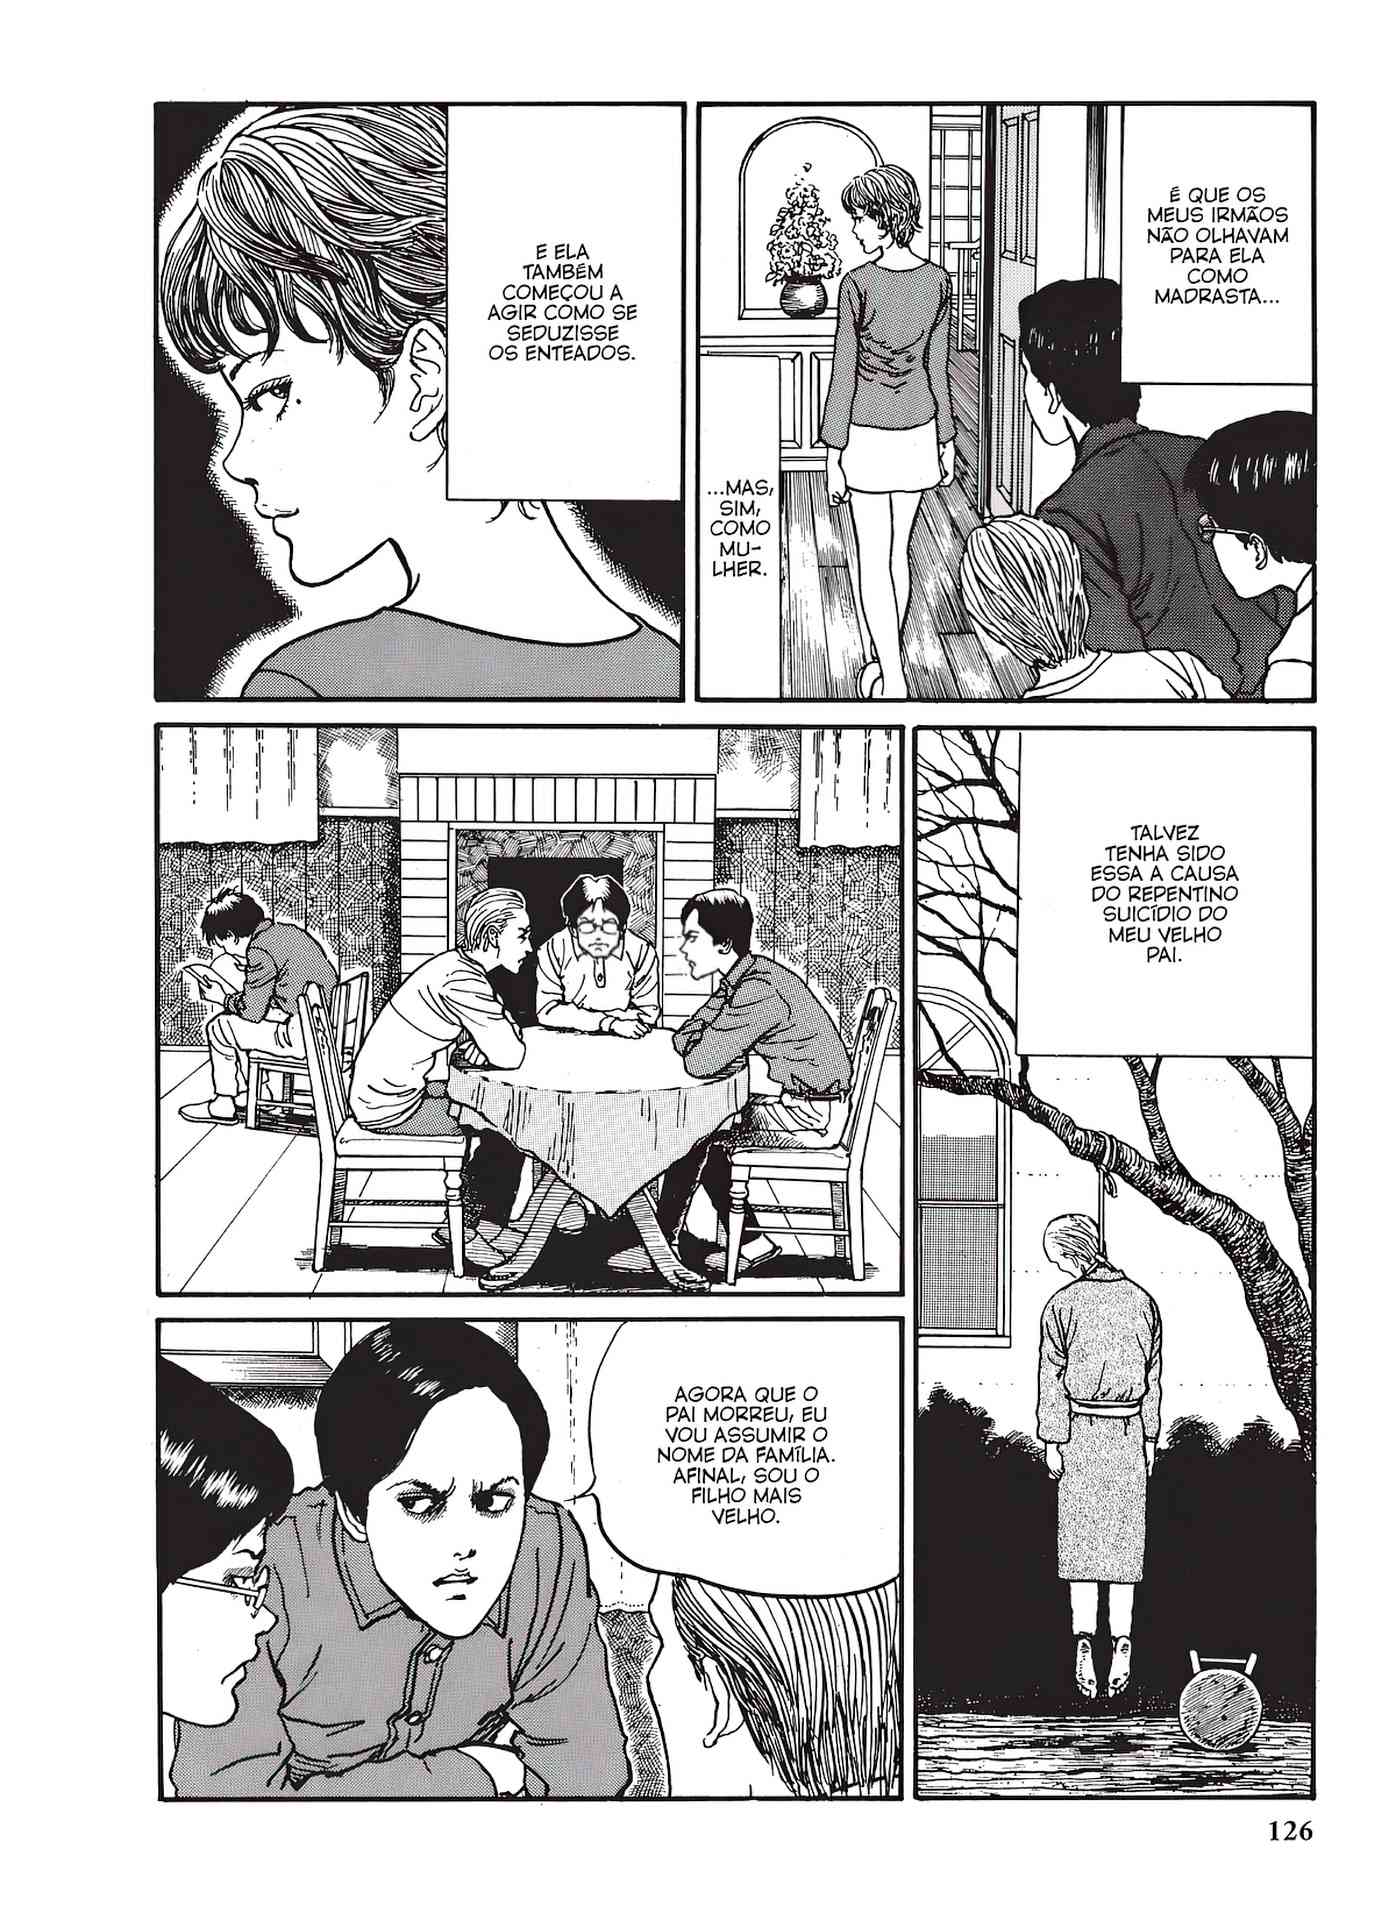 É QUE OS
MEUS IRMÃOS
NÃO OLHAVAM
PARA ELA
COMO
MADRASTA...
...MAS,
SIM,
COMO
MU-
LHER.
E ELA
TAMBÉM
COMEÇOU A
AGIR COMO SE
SEDUZISSE
OS ENTEADOS.
TALVEZ
TENHA SIDO
ESSA A CAUSA
DO REPENTINO
SUICÍDIO DO
MEU VELHO
PAI.
AGORA QUE O
PAI MORREU, EU
VOU ASSUMIR O
NOME DA FAMÍLIA.
AFINAL, SOU O
FILHO MAIS
VELHO.
126